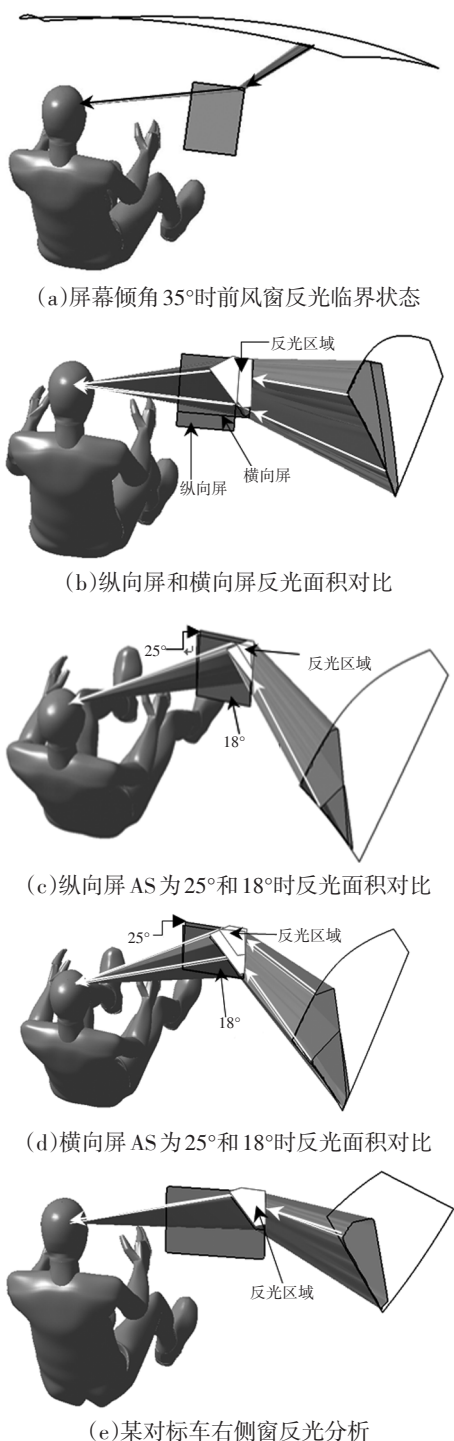 (a)屏幕倾角35°时前风窗反光临界状态
反光区域
横向屏
纵向屏
(b)纵向屏和横向屏反光面积对比
25°
反光区域
18°
(c)纵向屏AS为25°和18°时反光面积对比
25°
反光区域
18°
(d)横向屏AS为25°和18°时反光面积对比
反光区域
(e)某对标车右侧窗反光分析